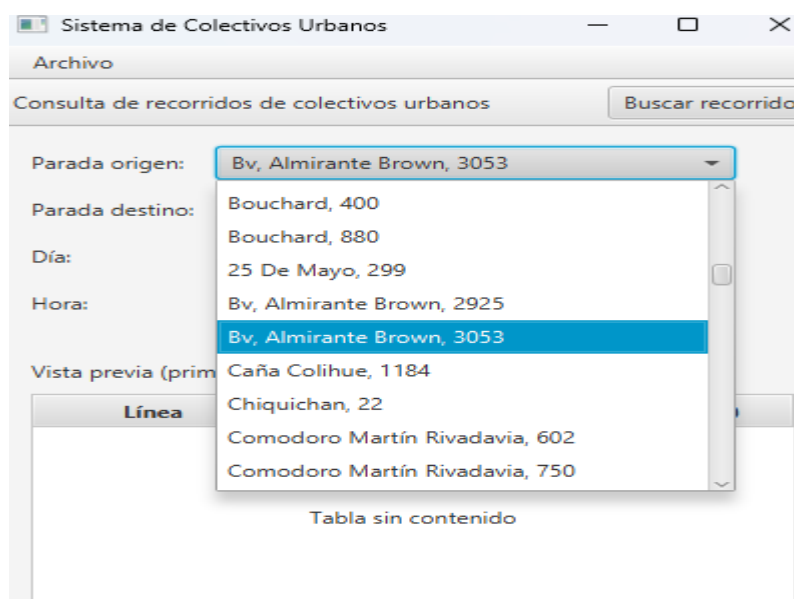 Sistema de Colectivos Urbanos
Archivo
Consulta de recorridos de colectivos urbanos Buscar recorrido
Parada origen: Bv, Almirante Brown, 3053
Parada destino:
Día:
Hora:
Bouchard, 400
Bouchard, 880
25 De Mayo, 299
Bv, Almirante Brown, 2925
Bv, Almirante Brown, 3053
Caña Colihue, 1184
Chiquichan, 22
Comodoro Martín Rivadavia, 602
Comodoro Martín Rivadavia, 750
Vista previa (prim
Línea
Tabla sin contenido